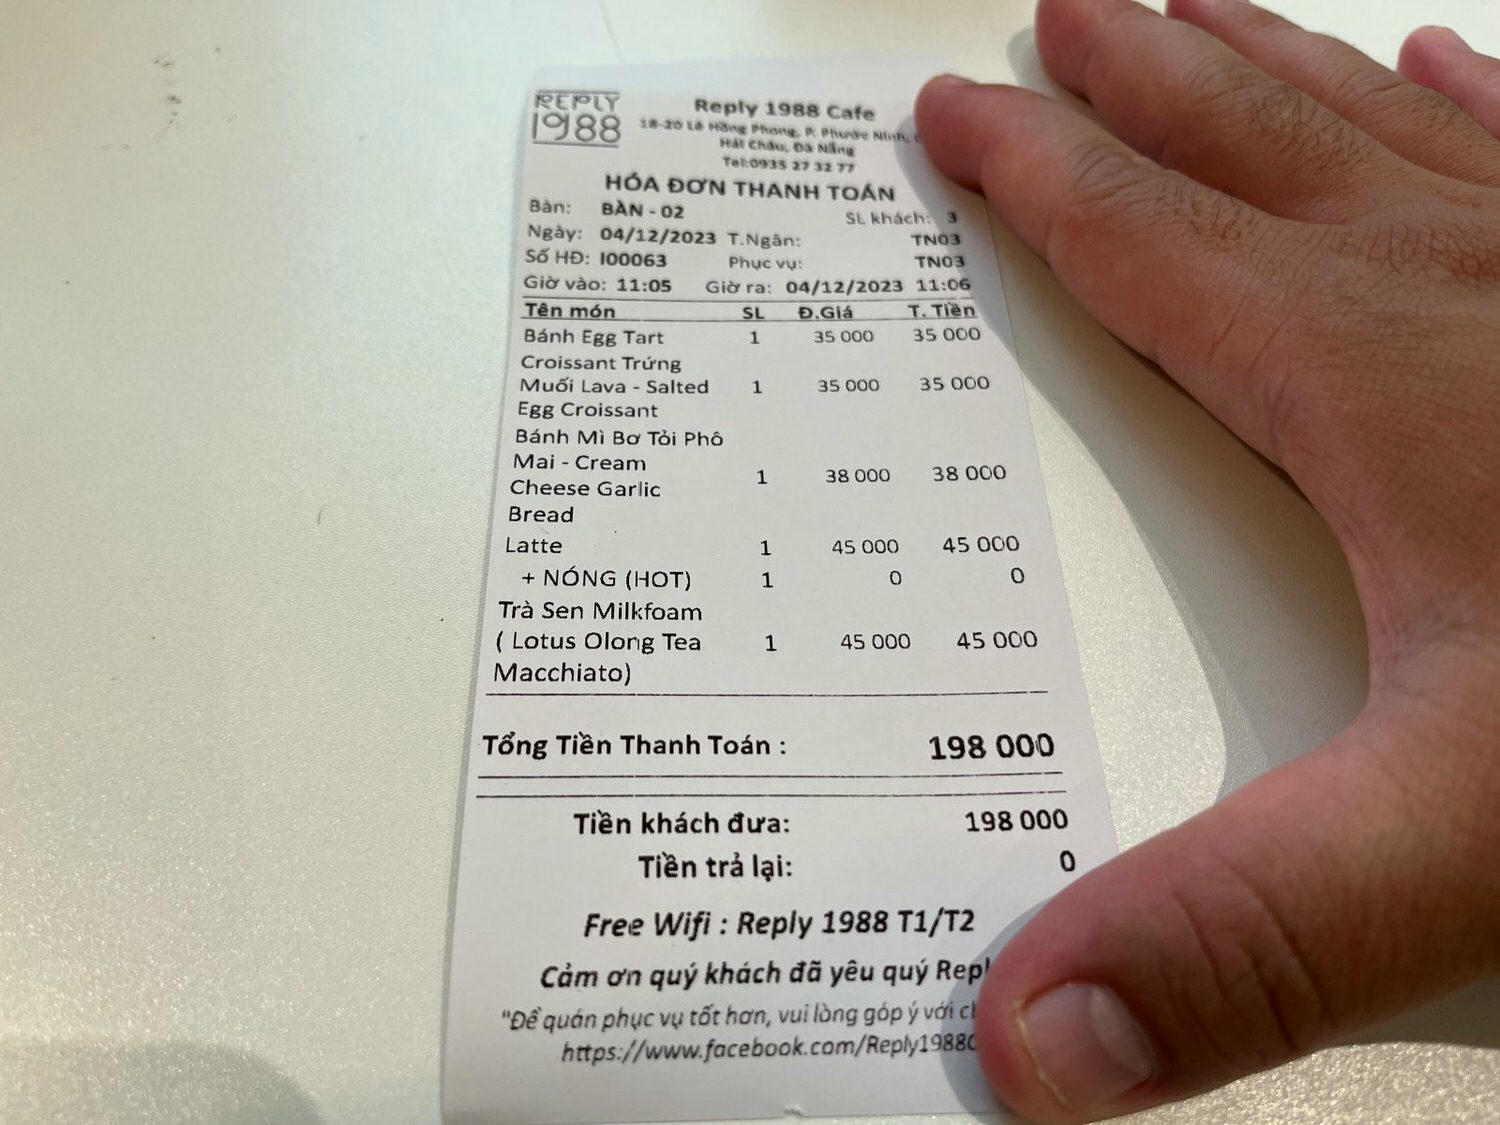 REPLY
1988
Reply 1988 Cafe
18-20 Lê Hồng Phong, P. Phước Ninh,
Hải Châu, Đà Nẵng
Tel:0935 27 32 77
HÓA ĐƠN THANH TOÁN
Bàn: BÀN - 02 SL khách: 3
Ngày: 04/12/2023 T.Ngân: TN03
Số HĐ: I00063 Phục vụ: TN03
Giờ vào: 11:05 Giờ ra: 04/12/2023 11:06
Tên món SL Đ.Giá T. Tiền
Bánh Egg Tart 1 35 000 35 000
Croissant Trứng
Muối Lava - Salted 1 35 000 35 000
Egg Croissant
Bánh Mì Bơ Tỏi Phô
Mai - Cream
Cheese Garlic 1 38 000 38 000
Bread
Latte 1 45 000 45 000
+ NÓNG (HOT) 1 0 0
Trà Sen Milkfoam
( Lotus Olong Tea 1 45 000 45 000
Macchiato)
Tổng Tiền Thanh Toán : 198 000
Tiền khách đưa: 198 000
Tiền trả lại: 0
Free Wifi : Reply 1988 T1/T2
Cảm ơn quý khách đã yêu quý
"Để quán phục vụ tốt hơn, vui lòng góp ý với
https://www.facebook.com/Reply1988C